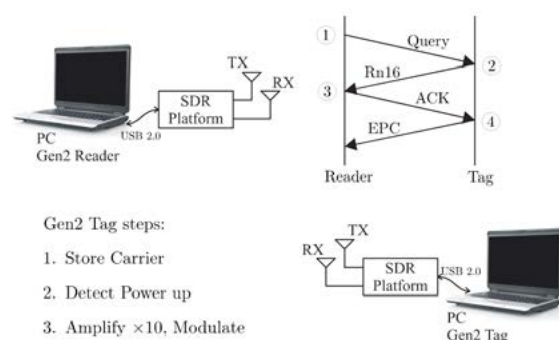 TX
RX
SDR
Platform
USB 2.0
PC
Gen2 Reader
1
Query
Rn16
2
3
ACK
4
EPC
Reader
Tag
Gen2 Tag steps:
1. Store Carrier
2. Detect Power up
3. Amplify ×10, Modulate
TX
RX
SDR
Platform
USB 2.0
PC
Gen2 Tag